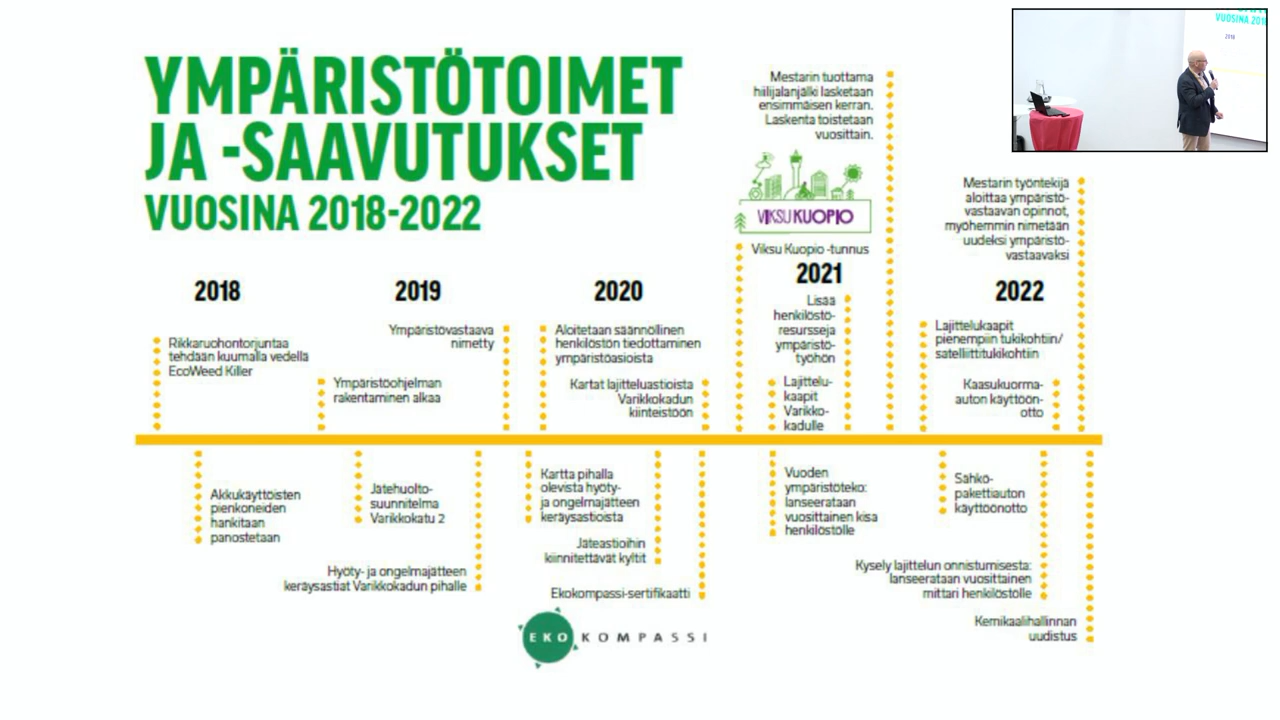 YMPÄRISTÖTOIMET
JA -SAAVUTUKSET
VUOSINA 2018-2022
2018
Rikkaruohontorjuntaa
tehdään kuumalla vedellä
EcoWeed Killer
Akkukäyttöisten
pienkoneiden
hankitaan
panostetaan
2019
Ympäristövastaava
nimetty
Ympäristöohjelman
rakentaminen alkaa
Jätehuolto-
suunnitelma
Varikkokatu 2
Hyöty- ja ongelmajätteen
keräysastiat Varikkokadun pihalle
2020
Aloitetaan säännöllinen
henkilöstön tiedottaminen
ympäristöasioista
Kartat lajitteluastioista
Varikkokadun
kiinteistöön
Kartta pihalla
olevista hyöty-
ja ongelmajätteen
keräysastioista
Jäteastioihin
kiinnitettävät kyltit
Ekokompassi-sertifikaatti
EKOKOMPASSI
Mestarin tuottama
hiilijalanjälki lasketaan
ensimmäisen kerran.
Laskenta toistetaan
vuosittain.
VIKSU KUOPIO
Viksu Kuopio -tunnus
2021
Lisää
henkilöstö-
resursseja
ympäristö-
työhön
Lajittelu-
kaapit
Varikko-
kadulle
Vuoden
ympäristöteko:
lanseerataan
vuosittainen kisa
henkilöstölle
Mestarin työntekijä
aloittaa ympäristö-
vastaavan opinnot,
myöhemmin nimetään
uudeksi ympäristö-
vastaavaksi
2022
Lajittelukaapit
pienempiin tukikohtiin/
satelliittitukikohtiin
Kaasukuorma-
auton käyttöön-
otto
Sähkö-
pakettiauton
käyttöönotto
Kysely lajittelun onnistumisesta:
lanseerataan vuosittainen
mittari henkilöstölle
Kemikaalihallinnan
uudistus
VUOSINA 201
2018